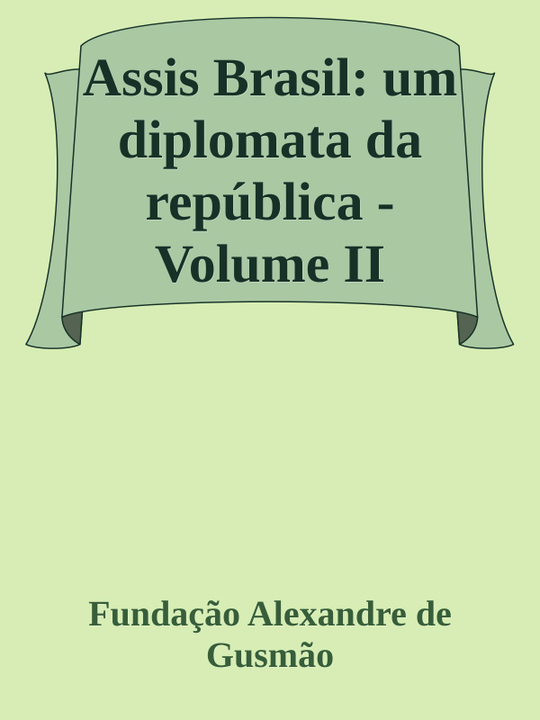 Assis Brasil: um
diplomata da
república -
Volume II
Fundação Alexandre de
Gusmão